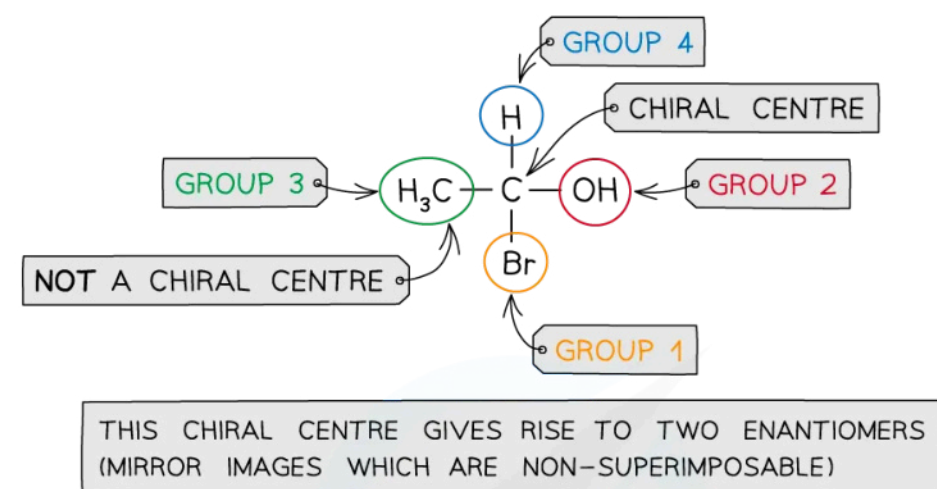 GROUP 4
H
CHIRAL CENTRE
GROUP 3
H₃C
C
OH
GROUP 2
NOT A CHIRAL CENTRE
Br
GROUP 1
THIS CHIRAL CENTRE GIVES RISE TO TWO ENANTIOMERS
(MIRROR IMAGES WHICH ARE NON-SUPERIMPOSABLE)